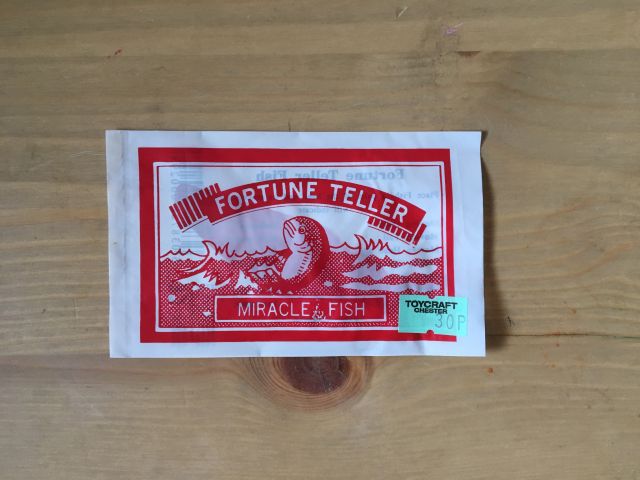 Fortune Teller Fish
FORTUNE TELLER
MIRACLE FISH
TOYCRAFT
CHESTER
30P